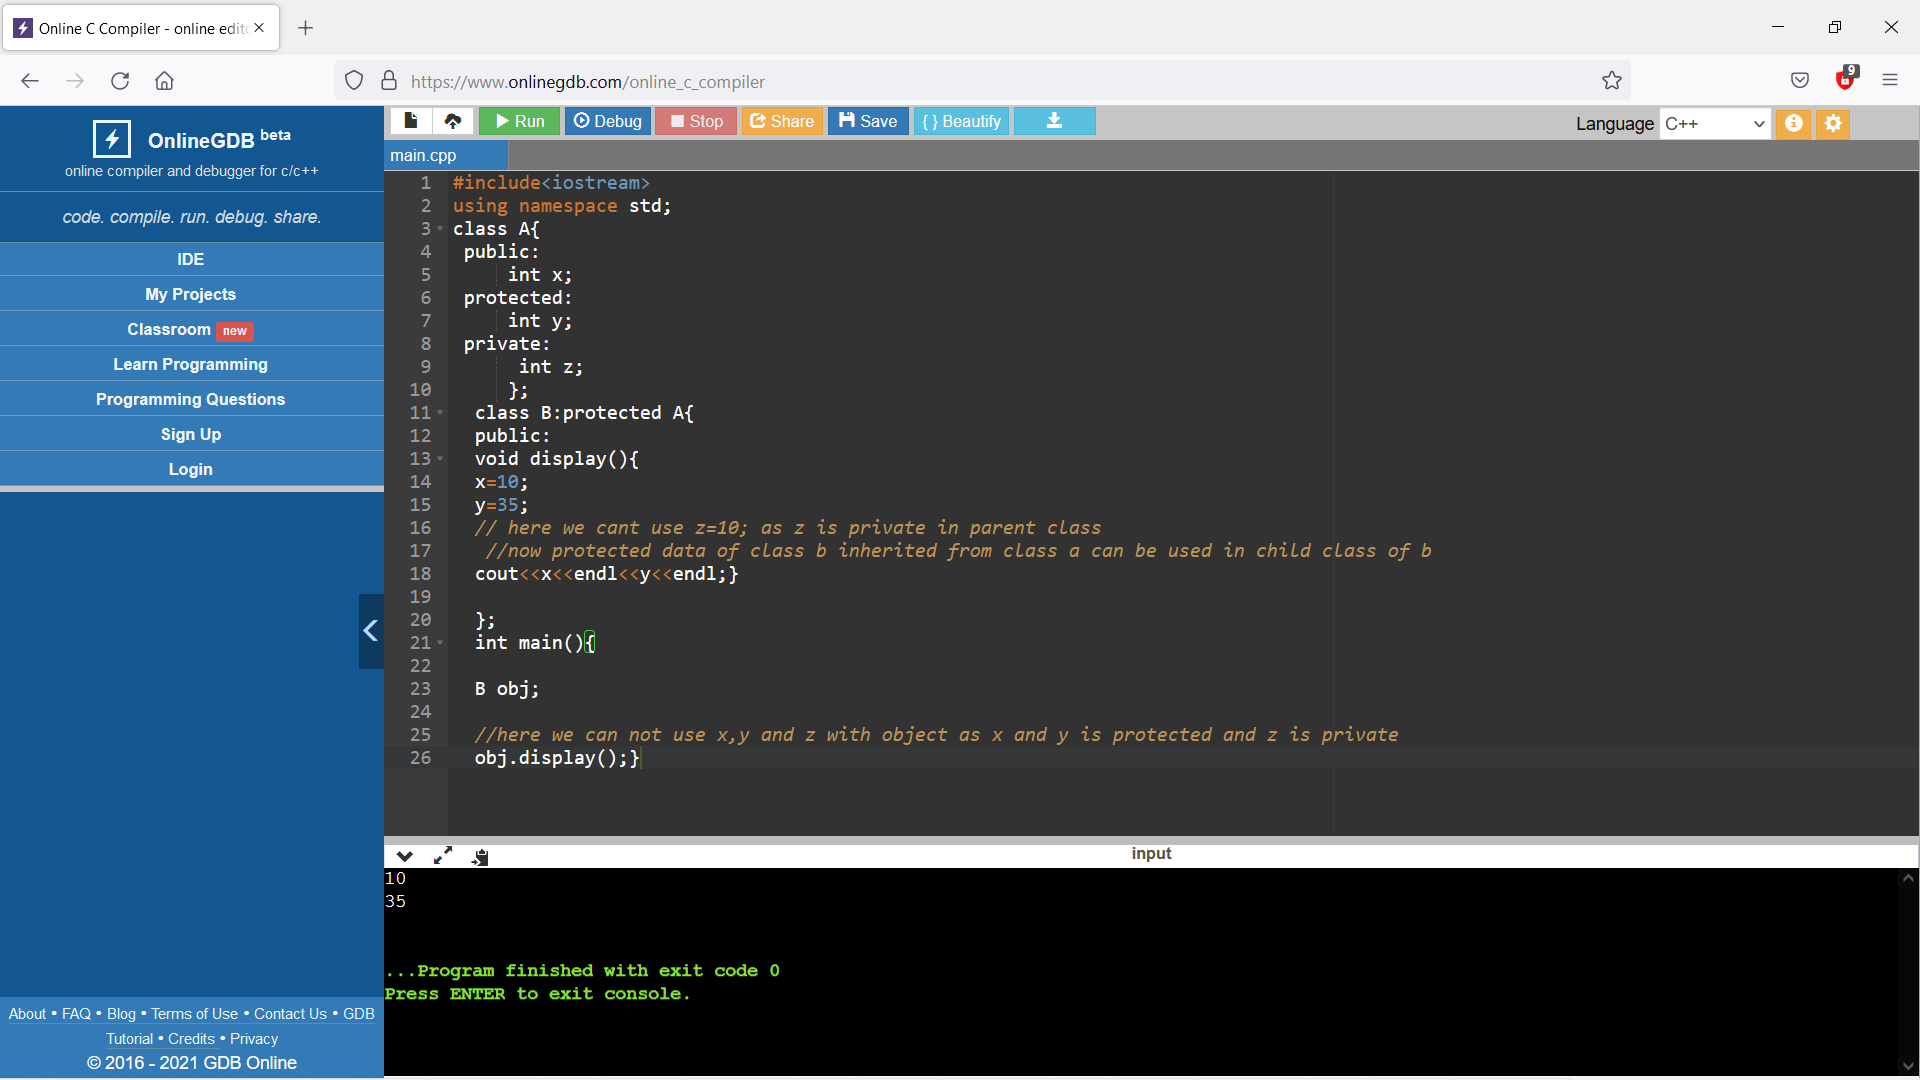 Online C Compiler - online edito
https://www.onlinegdb.com/online_c_compiler
9
OnlineGDB beta
online compiler and debugger for c/c++
code. compile. run. debug. share.
IDE
My Projects
Classroom new
Learn Programming
Programming Questions
Sign Up
Login
About • FAQ • Blog • Terms of Use • Contact Us • GDB
Tutorial • Credits • Privacy
© 2016 - 2021 GDB Online
Run Debug Stop Share Save { } Beautify
Language C++
main.cpp
1 #include<iostream>
2 using namespace std;
3 class A{
4 public:
5 int x;
6 protected:
7 int y;
8 private:
9 int z;
10 };
11 class B:protected A{
12 public:
13 void display(){
14 x=10;
15 y=35;
16 // here we cant use z=10; as z is private in parent class
17 //now protected data of class b inherited from class a can be used in child class of b
18 cout<<x<<endl<<y<<endl;}
19
20 };
21 int main(){
22
23 B obj;
24
25 //here we can not use x,y and z with object as x and y is protected and z is private
26 obj.display();}
input
10
35
...Program finished with exit code 0
Press ENTER to exit console.